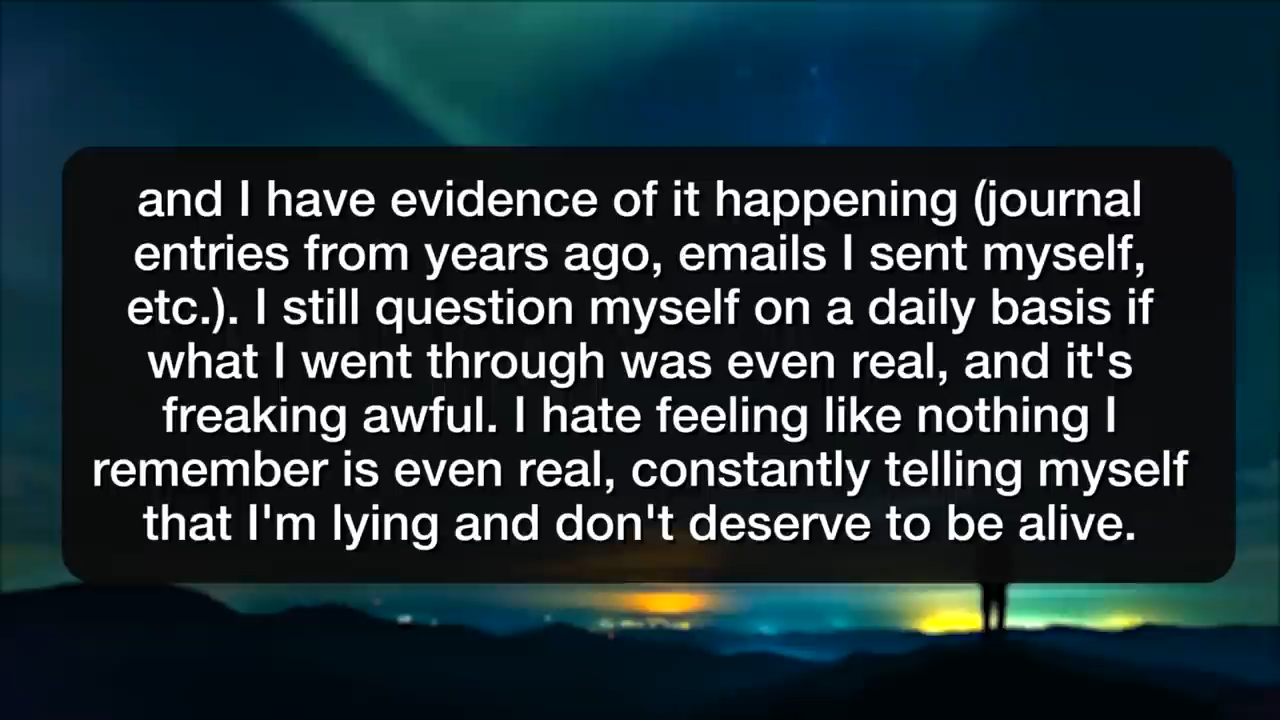 and I have evidence of it happening (journal
entries from years ago, emails I sent myself,
etc.). I still question myself on a daily basis if
what I went through was even real, and it's
freaking awful. I hate feeling like nothing I
remember is even real, constantly telling myself
that I'm lying and don't deserve to be alive.